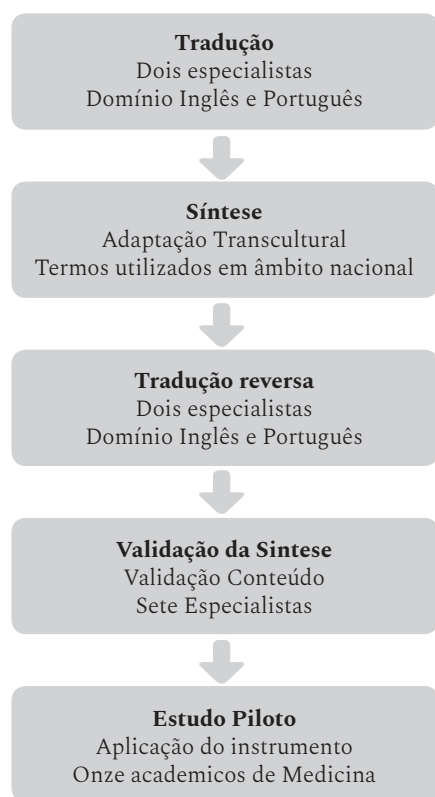 Tradução
Dois especialistas
Domínio Inglês e Português
Síntese
Adaptação Transcultural
Termos utilizados em âmbito nacional
Tradução reversa
Dois especialistas
Domínio Inglês e Português
Validação da Sintese
Validação Conteúdo
Sete Especialistas
Estudo Piloto
Aplicação do instrumento
Onze academicos de Medicina